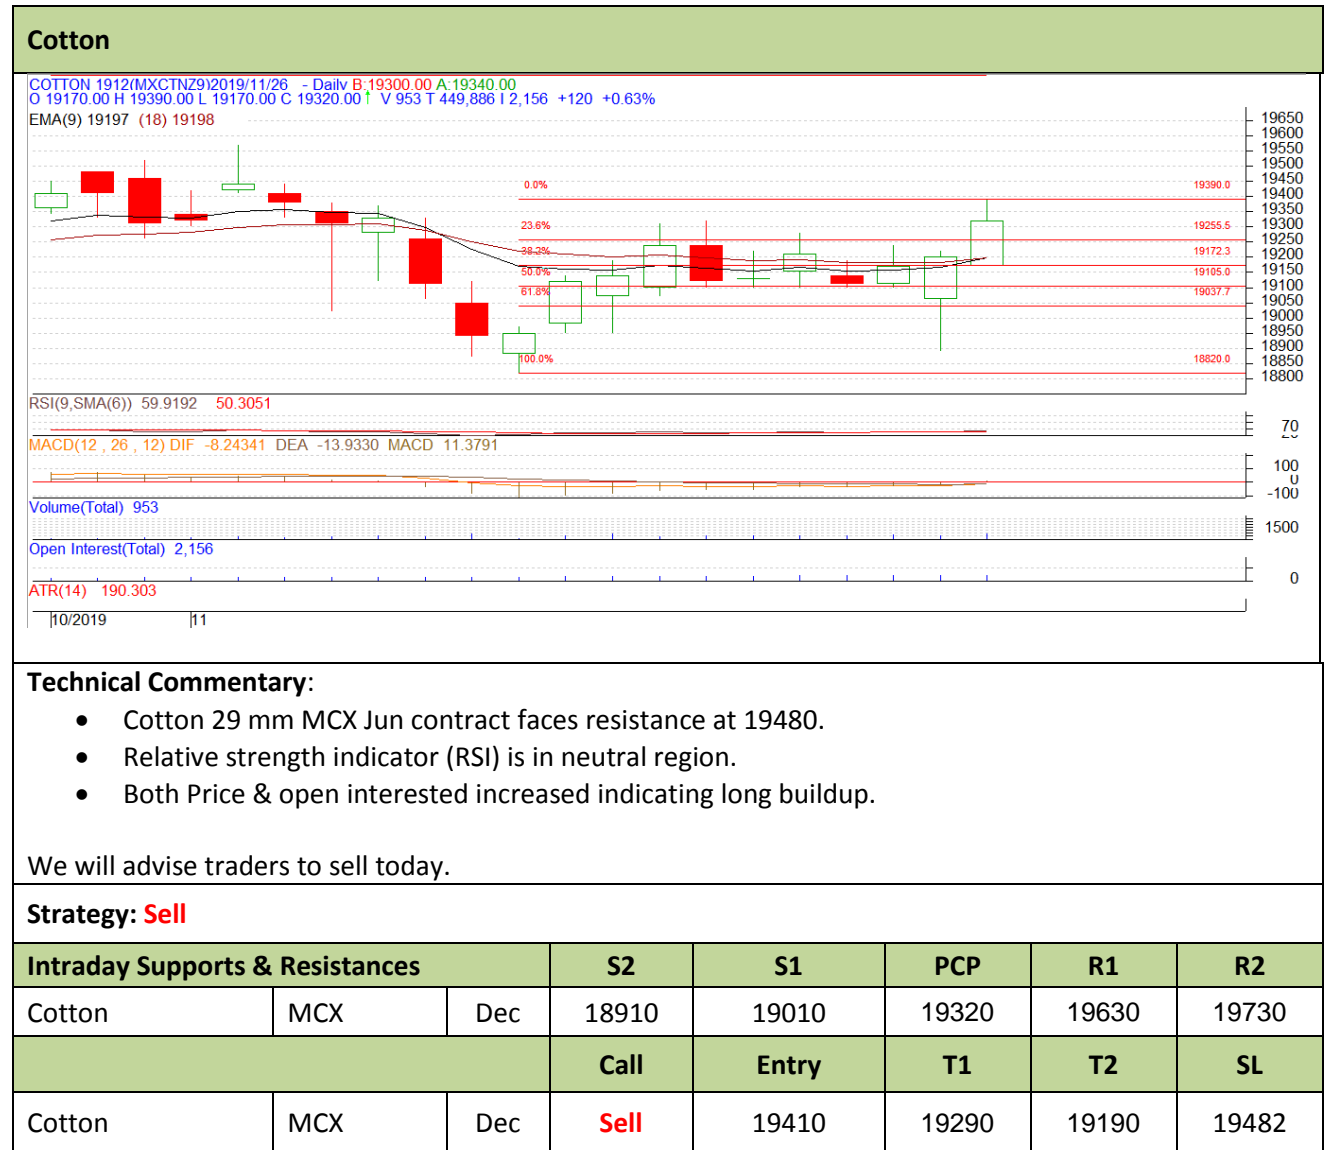 Cotton
COTTON 1912(MXCTNZ9)2019/11/26 - Daily B:19300.00 A:19340.00
O 19170.00 H 19390.00 L 19170.00 C 19320.00 ↑ V 953 T 449,886 I 2,156 +120 +0.63%
EMA(9) 19197 (18) 19198
19650
19600
19550
19500
19450
19400
19350
19300
19250
19200
19150
19100
19050
19000
18950
18900
18850
18800
0.0% 19390.0
23.6% 19255.5
38.2% 19172.3
50.0% 19105.0
61.8% 19037.7
100.0% 18820.0
RSI(9,SMA(6)) 59.9192 50.3051
70
MACD(12 , 26 , 12) DIF -8.24341 DEA -13.9330 MACD 11.3791
100
0
-100
Volume(Total) 953
1500
Open Interest(Total) 2,156
0
ATR(14) 190.303
10/2019 11
Technical Commentary:
• Cotton 29 mm MCX Jun contract faces resistance at 19480.
• Relative strength indicator (RSI) is in neutral region.
• Both Price & open interested increased indicating long buildup.
We will advise traders to sell today.
Strategy: Sell
Intraday Supports & Resistances S2 S1 PCP R1 R2
Cotton MCX Dec 18910 19010 19320 19630 19730
Call Entry T1 T2 SL
Cotton MCX Dec Sell 19410 19290 19190 19482